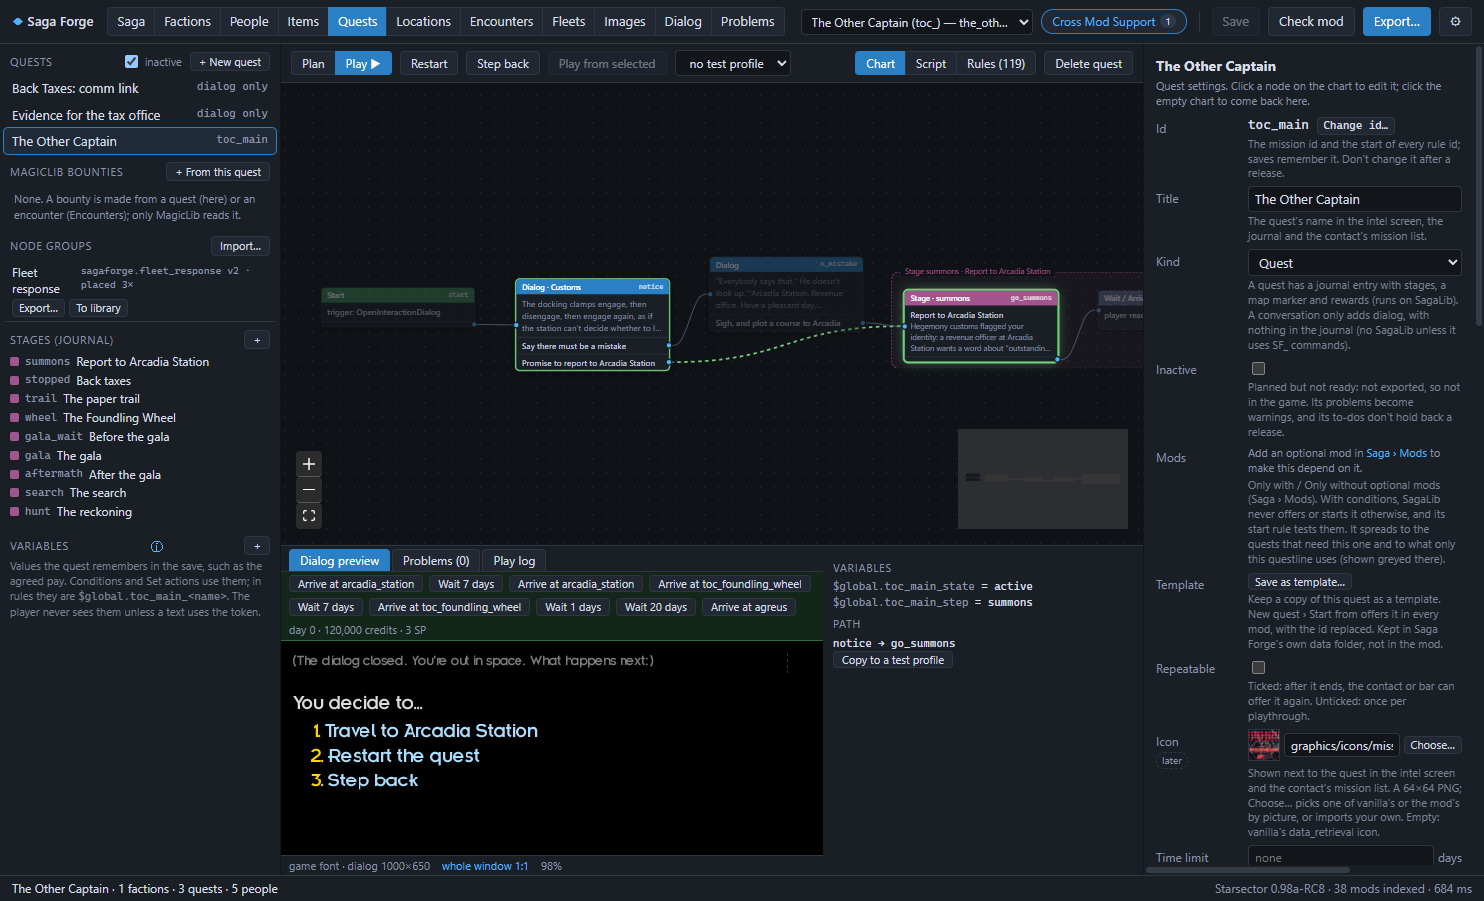 Saga Forge
Saga Factions People Items Quests Locations Encounters Fleets Images Dialog Problems
The Other Captain (toc_) — the_oth...
Cross Mod Support 1
Save Check mod Export...
QUESTS inactive + New quest
Back Taxes: comm link dialog only
Evidence for the tax office dialog only
The Other Captain toc_main
MAGICLIB BOUNTIES + From this quest
None. A bounty is made from a quest (here) or an
encounter (Encounters); only MagicLib reads it.
NODE GROUPS Import...
Fleet response sagaforge.fleet_response v2 · placed 3×
Export... To library
STAGES (JOURNAL) +
summons Report to Arcadia Station
stopped Back taxes
trail The paper trail
wheel The Foundling Wheel
gala_wait Before the gala
gala The gala
aftermath After the gala
search The search
hunt The reckoning
VARIABLES ⓘ +
Values the quest remembers in the save, such as the
agreed pay. Conditions and Set actions use them; in
rules they are $global.toc_main_<name>. The
player never sees them unless a text uses the token.
Plan Play ▶ Restart Step back Play from selected no test profile Chart Script Rules (119) Delete quest
Start start
trigger: OpenInteractionDialog
Dialog · Customs notice
The docking clamps engage, then
disengage, then engage again, as if
the station can't decide whether to l...
Say there must be a mistake
Promise to report to Arcadia Station
Dialog n_mistake
"Everybody says that." He doesn't
look up. "Arcadia Station. Revenue
office. Have a pleasant day, ...
Sigh, and plot a course to Arcadia
Stage summons · Report to Arcadia Station
Stage · summons go_summons
Report to Arcadia Station
Hegemony customs flagged your
identity: a revenue officer at Arcadia
Station wants a word about "outstandin...
Wait / Arriv
player reac
Dialog preview Problems (0) Play log
Arrive at arcadia_station Wait 7 days Arrive at arcadia_station Arrive at toc_foundling_wheel
Wait 7 days Arrive at toc_foundling_wheel Wait 1 days Wait 20 days Arrive at agreus
day 0 · 120,000 credits · 3 SP
(The dialog closed. You're out in space. What happens next:)
You decide to...
1. Travel to Arcadia Station
2. Restart the quest
3. Step back
game font · dialog 1000×650 whole window 1:1 98%
VARIABLES
$global.toc_main_state = active
$global.toc_main_step = summons
PATH
notice → go_summons
Copy to a test profile
The Other Captain
Quest settings. Click a node on the chart to edit it; click the
empty chart to come back here.
Id toc_main Change id...
The mission id and the start of every rule id;
saves remember it. Don't change it after a
release.
Title The Other Captain
The quest's name in the intel screen, the
journal and the contact's mission list.
Kind Quest
A quest has a journal entry with stages, a
map marker and rewards (runs on SagaLib).
A conversation only adds dialog, with
nothing in the journal (no SagaLib unless it
uses SF_ commands).
Inactive
Planned but not ready: not exported, so not
in the game. Its problems become
warnings, and its to-dos don't hold back a
release.
Mods Add an optional mod in Saga › Mods to
make this depend on it.
Only with / Only without optional mods
(Saga › Mods). With conditions, SagaLib
never offers or starts it otherwise, and its
start rule tests them. It spreads to the
quests that need this one and to what only
this questline uses (shown greyed there).
Template Save as template...
Keep a copy of this quest as a template.
New quest › Start from offers it in every
mod, with the id replaced. Kept in Saga
Forge's own data folder, not in the mod.
Repeatable
Ticked: after it ends, the contact or bar can
offer it again. Unticked: once per
playthrough.
Icon graphics/icons/miss Choose...
later
Shown next to the quest in the intel screen
and the contact's mission list. A 64×64 PNG;
Choose... picks one of vanilla's or the mod's
by picture, or imports your own. Empty:
vanilla's data_retrieval icon.
Time limit none days
The Other Captain · 1 factions · 3 quests · 5 people
Starsector 0.98a-RC8 · 38 mods indexed · 684 ms